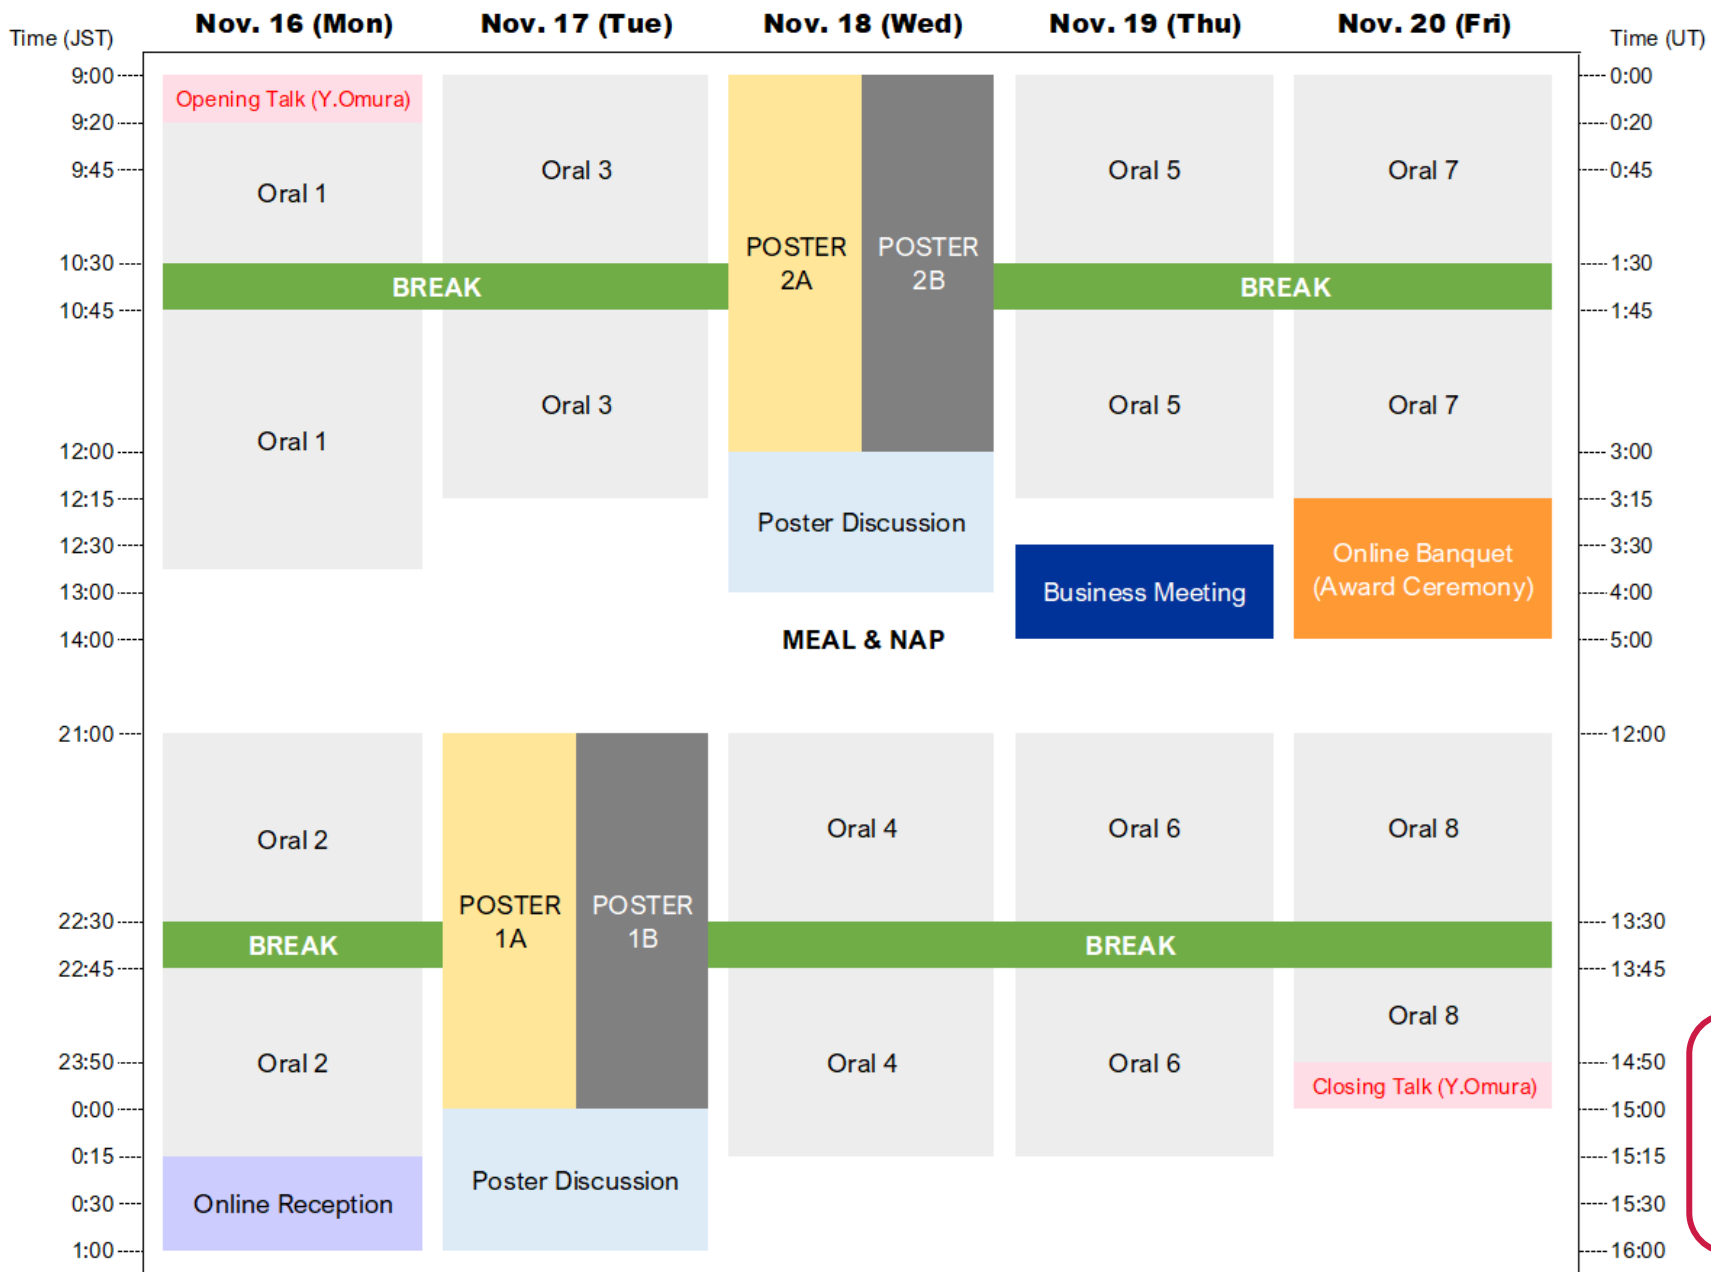 Nov. 16 (Mon)
Nov. 17 (Tue)
Nov. 18 (Wed)
Nov. 19 (Thu)
Nov. 20 (Fri)
Time (JST)
Time (UT)
9:00
0:00
Opening Talk (Y.Omura)
9:20
0:20
9:45
Oral 3
Oral 5
Oral 7
0:45
Oral 1
POSTER
2A
POSTER
2B
10:30
1:30
BREAK
BREAK
10:45
1:45
Oral 3
Oral 5
Oral 7
Oral 1
12:00
3:00
12:15
3:15
Poster Discussion
12:30
3:30
Online Banquet
(Award Ceremony)
13:00
Business Meeting
4:00
14:00
MEAL & NAP
5:00
21:00
12:00
Oral 2
Oral 4
Oral 6
Oral 8
POSTER
1A
POSTER
1B
22:30
13:30
BREAK
BREAK
22:45
13:45
Oral 8
23:50
Oral 2
Oral 4
Oral 6
14:50
Closing Talk (Y.Omura)
0:00
15:00
0:15
15:15
Poster Discussion
0:30
Online Reception
15:30
1:00
16:00